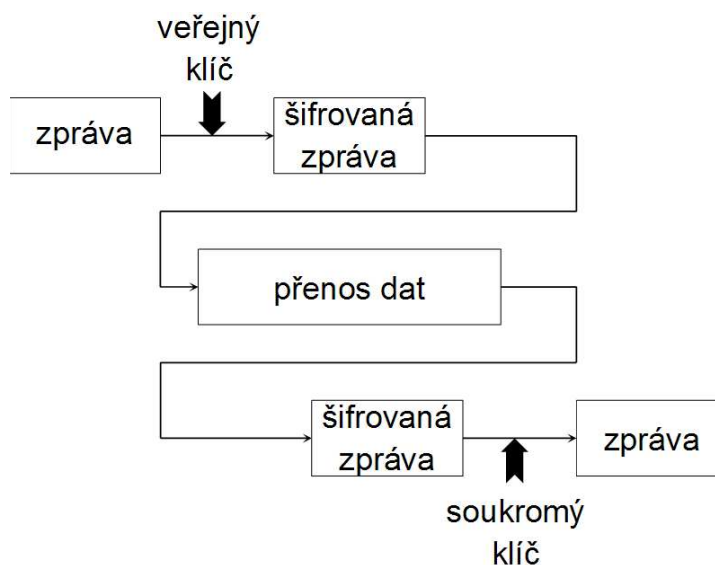 veřejný
klíč
zpráva
šifrovaná
zpráva
přenos dat
šifrovaná
zpráva
zpráva
soukromý
klíč